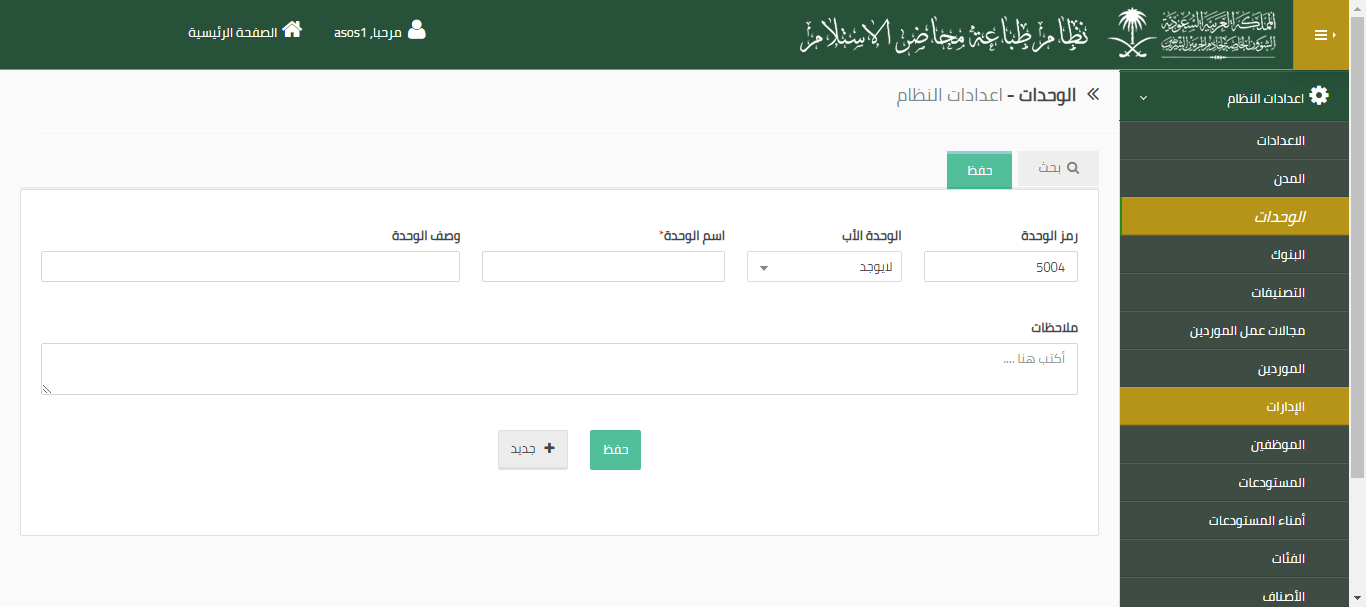 المملكة العربية السعودية
الشؤون الخاصة لخادم الحرمين الشريفين
نظام طباعة محاضر الاستلام
مرحبا, asos1
الصفحة الرئيسية
اعدادات النظام
الاعدادات
المدن
الوحدات
البنوك
التصنيفات
مجالات عمل الموردين
الموردين
الإدارات
الموظفين
المستودعات
أمناء المستودعات
الفئات
الأصناف
الوحدات - اعدادات النظام
بحث
حفظ
رمز الوحدة
الوحدة الأب
اسم الوحدة*
وصف الوحدة
5004
لايوجد
ملاحظات
أكتب هنا ....
حفظ
جديد